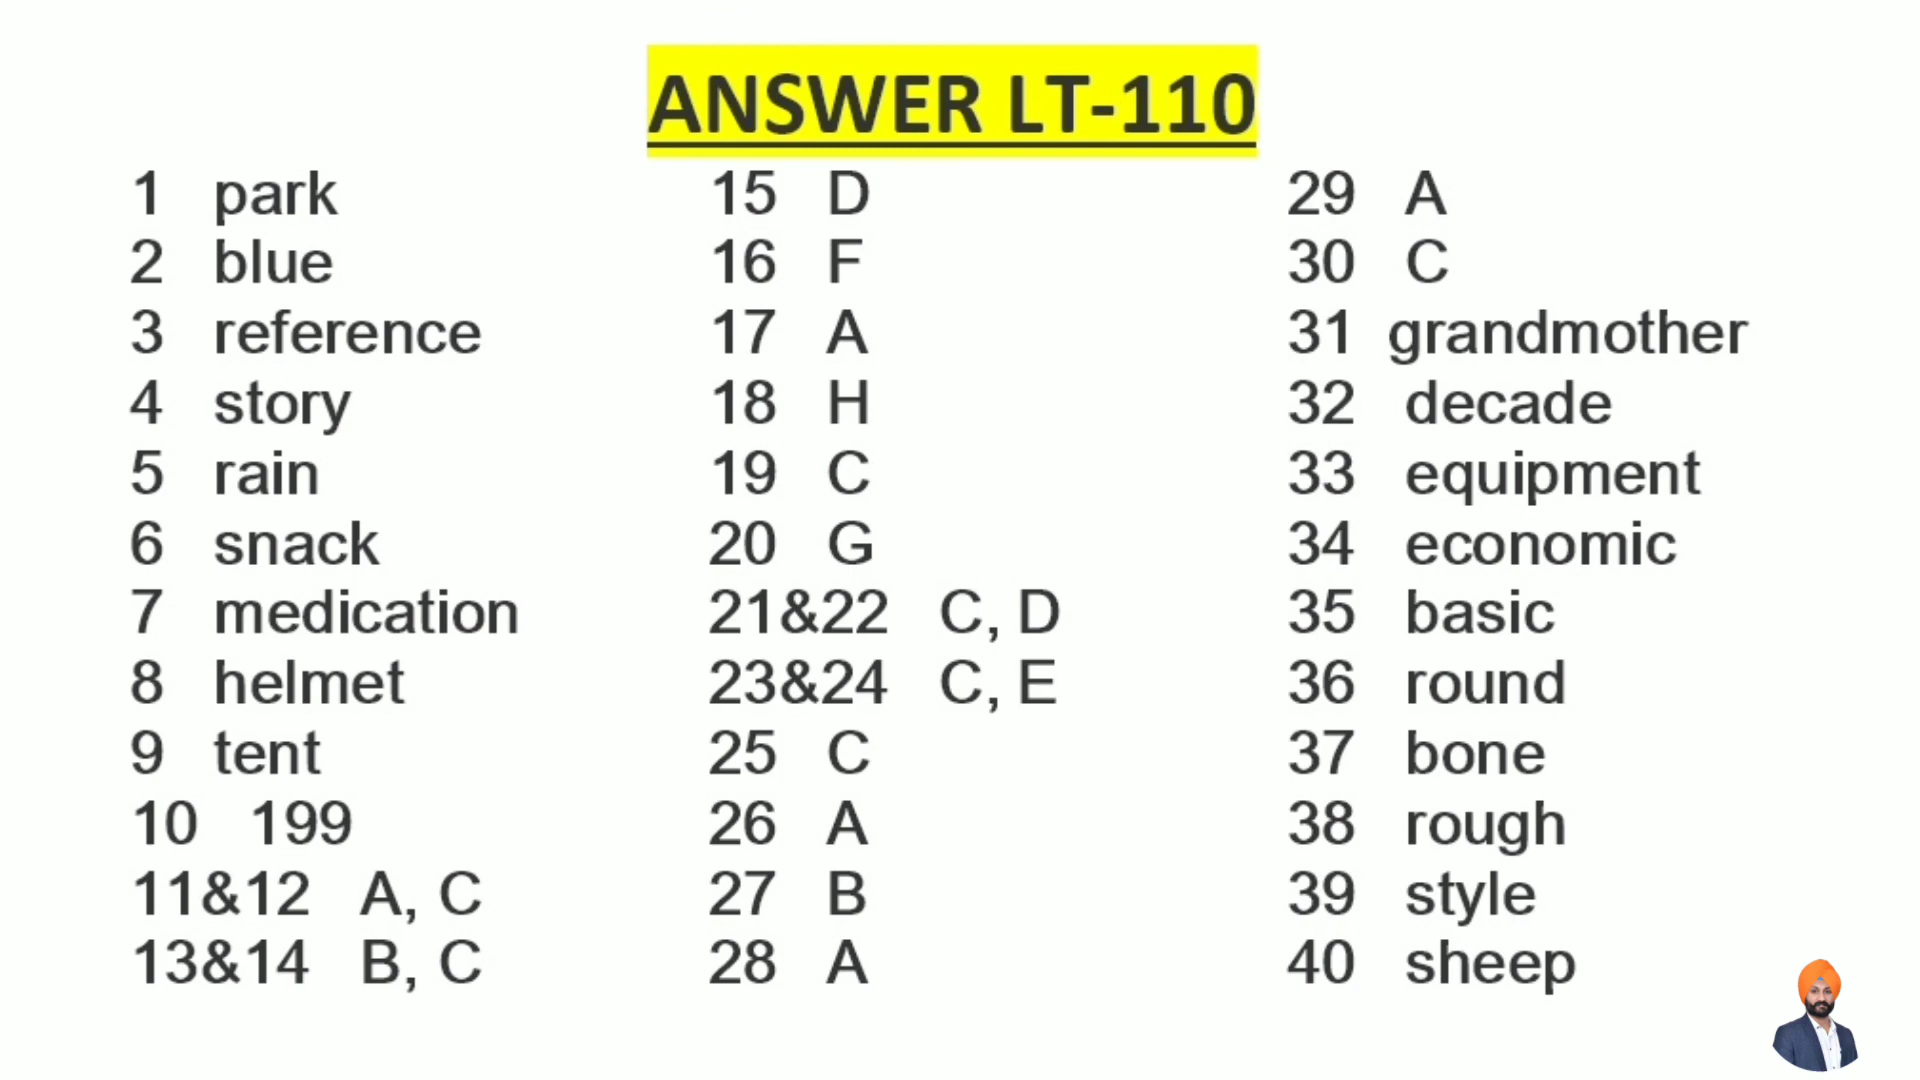 ANSWER LT-110
1 park
2 blue
3 reference
4 story
5 rain
6 snack
7 medication
8 helmet
9 tent
10 199
11&12 A, C
13&14 B, C
15 D
16 F
17 A
18 H
19 C
20 G
21&22 C, D
23&24 C, E
25 C
26 A
27 B
28 A
29 A
30 C
31 grandmother
32 decade
33 equipment
34 economic
35 basic
36 round
37 bone
38 rough
39 style
40 sheep